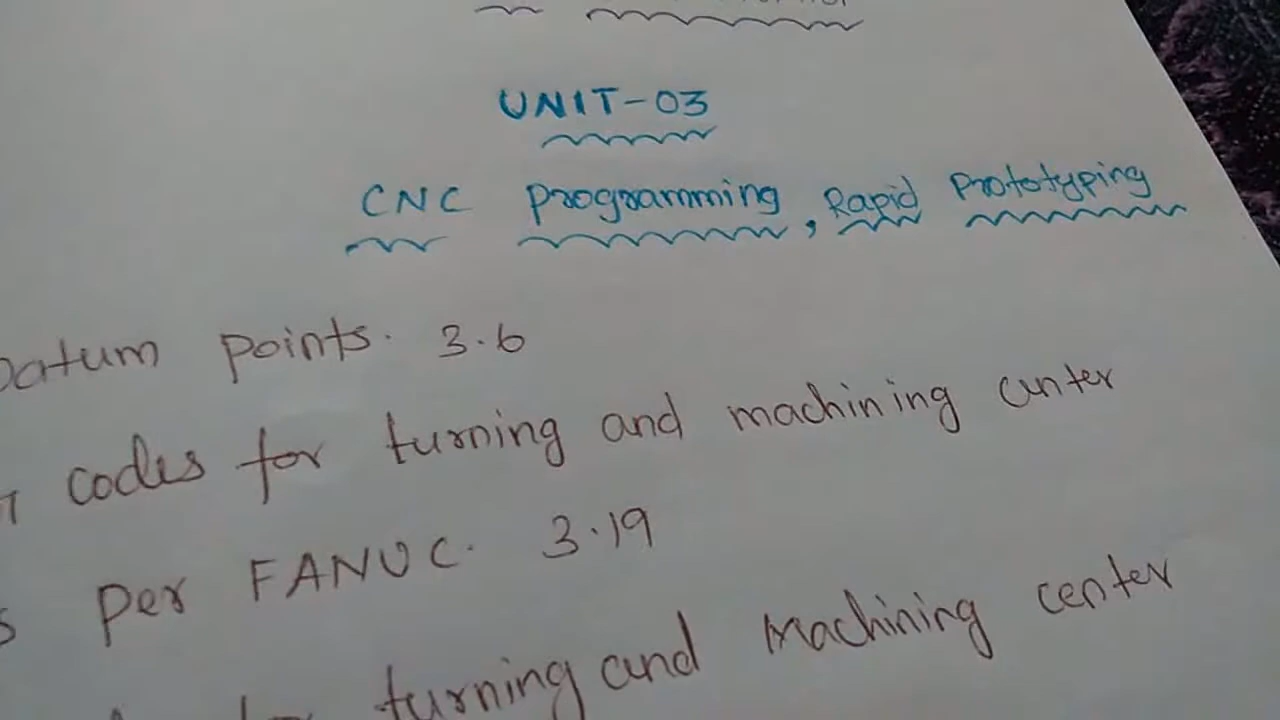 UNIT-03
CNC Programming, Rapid Prototyping
Datum points. 3.6
codes for turning and machining center
per FANUC. 3.19
turning and machining center